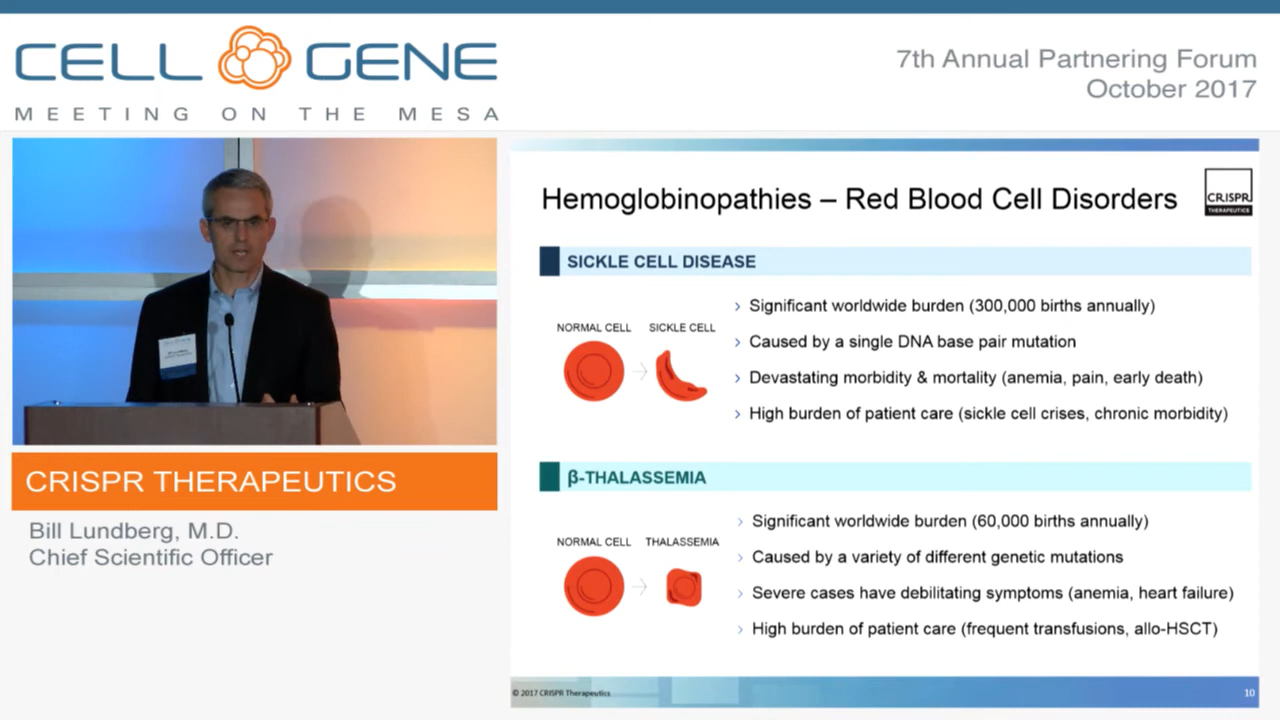 CELL GENE
MEETING ON THE MESA
7th Annual Partnering Forum
October 2017
CRISPR THERAPEUTICS
Bill Lundberg, M.D.
Chief Scientific Officer
Hemoglobinopathies – Red Blood Cell Disorders
CRISPR
THERAPEUTICS
SICKLE CELL DISEASE
NORMAL CELL SICKLE CELL
› Significant worldwide burden (300,000 births annually)
› Caused by a single DNA base pair mutation
› Devastating morbidity & mortality (anemia, pain, early death)
› High burden of patient care (sickle cell crises, chronic morbidity)
β-THALASSEMIA
NORMAL CELL THALASSEMIA
› Significant worldwide burden (60,000 births annually)
› Caused by a variety of different genetic mutations
› Severe cases have debilitating symptoms (anemia, heart failure)
› High burden of patient care (frequent transfusions, allo-HSCT)
© 2017 CRISPR Therapeutics
10